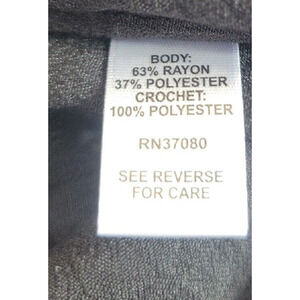 BODY:
63% RAYON
37% POLYESTER
CROCHET:
100% POLYESTER
RN37080
SEE REVERSE
FOR CARE